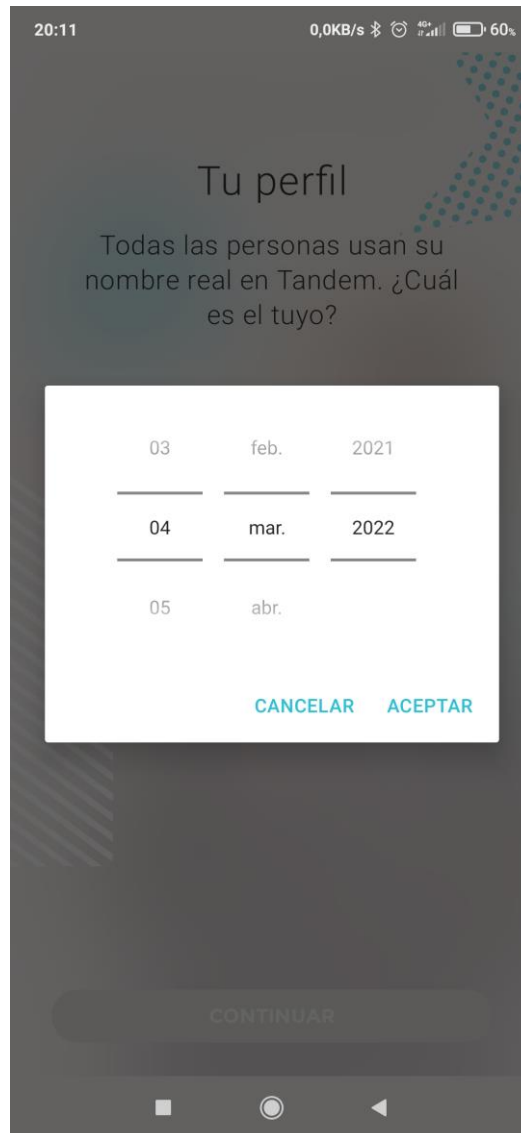 20:11 0,0KB/s 4G+ 60%
Tu perfil
Todas las personas usan su
nombre real en Tandem. ¿Cuál
es el tuyo?
03 feb. 2021
04 mar. 2022
05 abr.
CANCELAR ACEPTAR
CONTINUAR